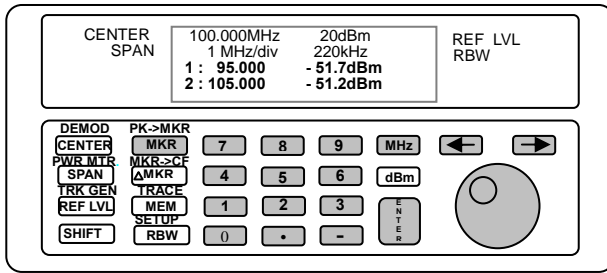 CENTER 100.000MHz 20dBm REF LVL
SPAN 1 MHz/div 220kHz RBW
1 : 95.000 - 51.7dBm
2 : 105.000 - 51.2dBm
DEMOD PK->MKR
CENTER MKR 7 8 9 MHz
PWR MTR. MKR->CF
SPAN ΔMKR 4 5 6 dBm
TRK GEN TRACE
REF LVL MEM 1 2 3 ENTER
SETUP
SHIFT RBW 0 • -